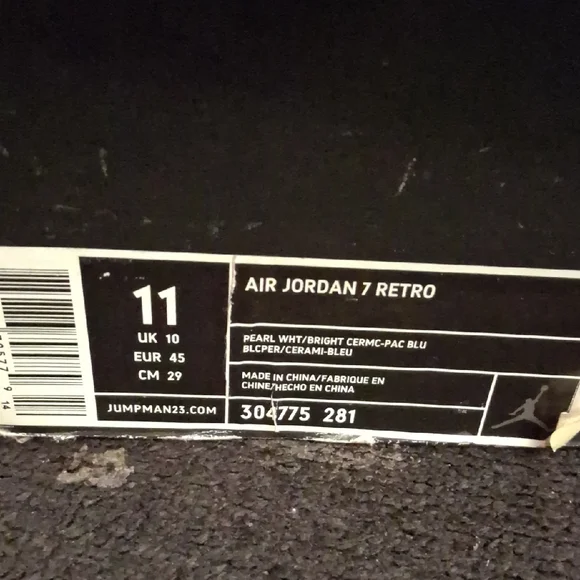 11
UK 10
EUR 45
CM 29
JUMPMAN23.COM
AIR JORDAN 7 RETRO
PEARL WHT/BRIGHT CERMC-PAC BLU
BLCPER/CERAMI-BLEU
MADE IN CHINA/FABRIQUE EN
CHINE/HECHO EN CHINA
304775 281